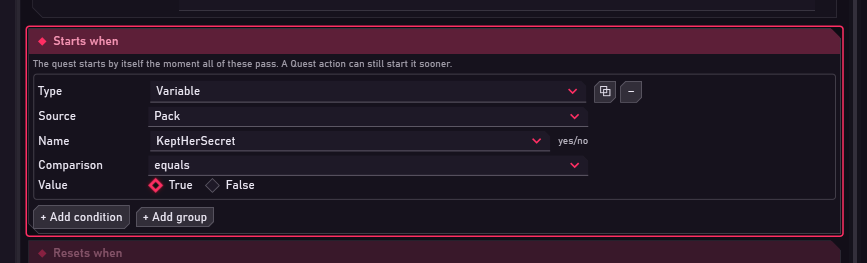 Starts when
The quest starts by itself the moment all of these pass. A Quest action can still start it sooner.
Type Variable
Source Pack
Name KeptHerSecret yes/no
Comparison equals
Value True False
+ Add condition + Add group
Resets when